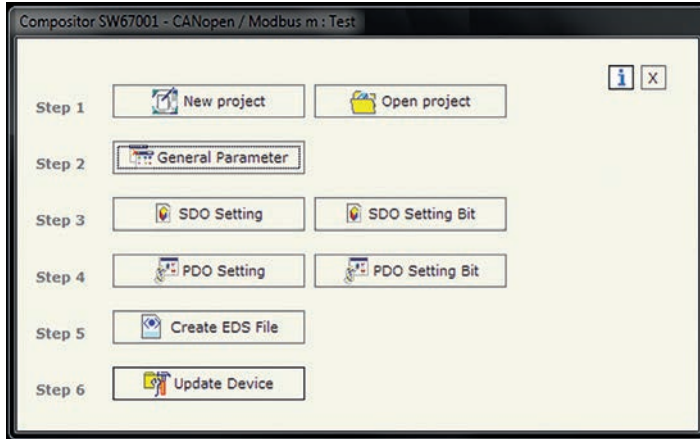 Compositor SW67001 - CANopen / Modbus m : Test
i X
Step 1 New project Open project
Step 2 General Parameter
Step 3 SDO Setting SDO Setting Bit
Step 4 PDO Setting PDO Setting Bit
Step 5 Create EDS File
Step 6 Update Device